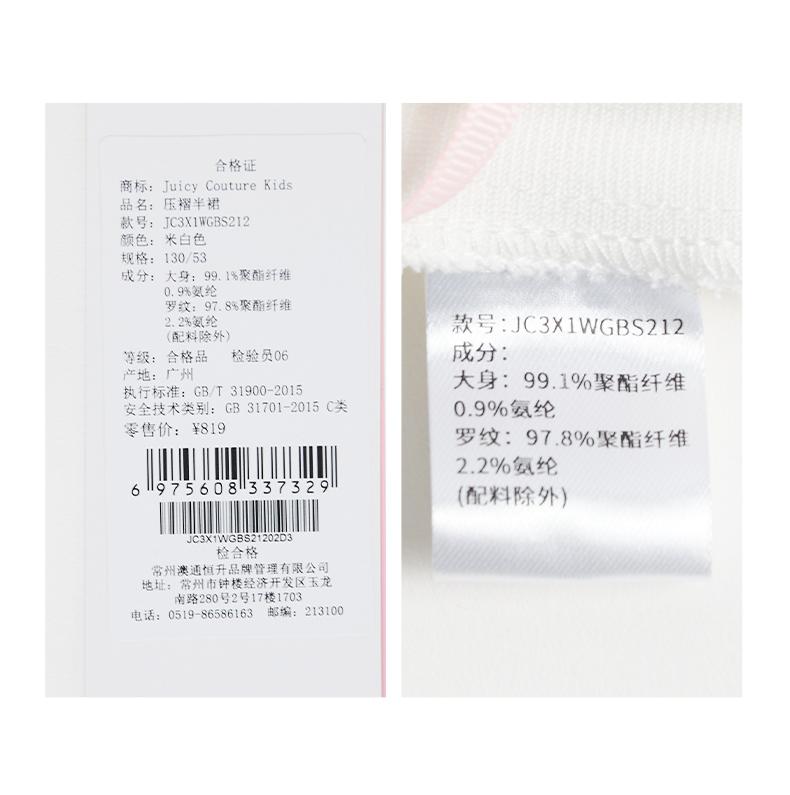 合格证
商标: Juicy Couture Kids
品名: 压褶半裙
款号: JC3X1WGBS212
颜色: 米白色
规格: 130/53
成分: 大身: 99.1%聚酯纤维
0.9%氨纶
罗纹: 97.8%聚酯纤维
2.2%氨纶
(配料除外)
等级: 合格品 检验员06
产地: 广州
执行标准: GB/T 31900-2015
安全技术类别: GB 31701-2015 C类
零售价: ¥819
6 975608 337329
JC3X1WGBS21202D3
检合格
常州澳通恒升品牌管理有限公司
地址: 常州市钟楼经济开发区玉龙
南路280号2号17楼1703
电话: 0519-86586163 邮编: 213100
款号: JC3X1WGBS212
成分:
大身: 99.1%聚酯纤维
0.9%氨纶
罗纹: 97.8%聚酯纤维
2.2%氨纶
(配料除外)